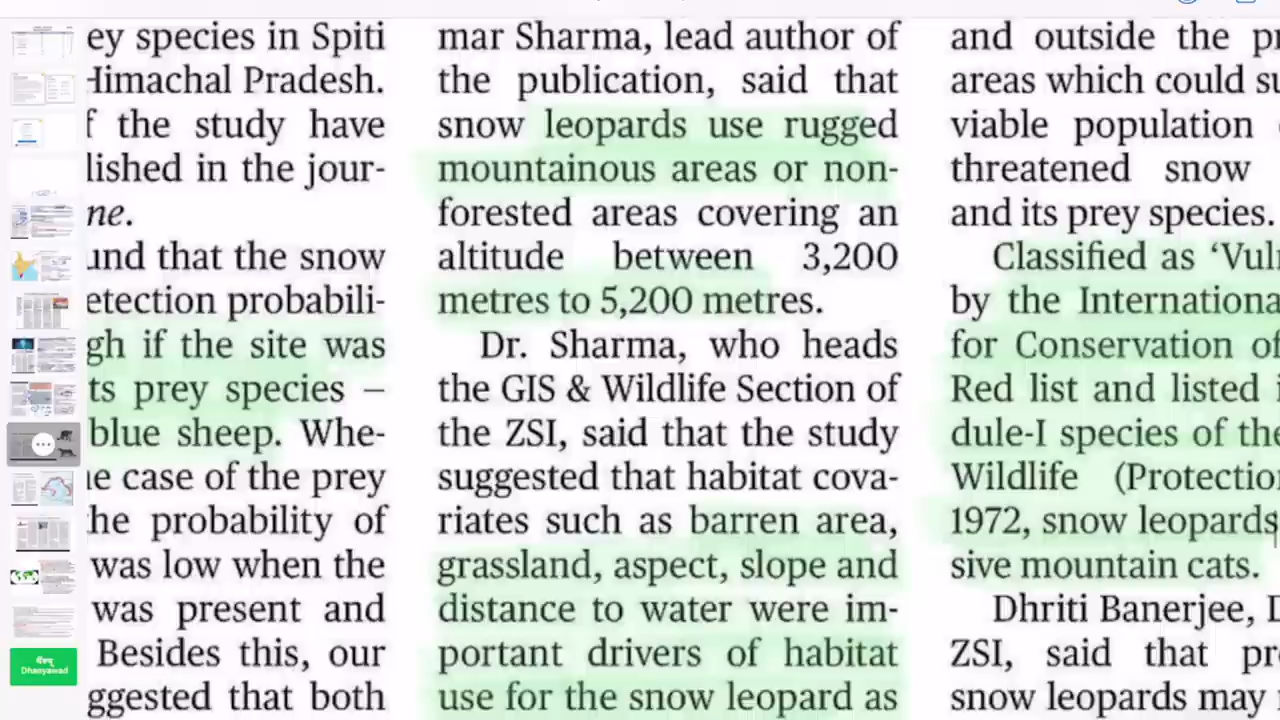 ey species in Spiti
Himachal Pradesh.
f the study have
lished in the jour-
ne.
und that the snow
etection probabili-
gh if the site was
ts prey species –
blue sheep. Whe-
e case of the prey
he probability of
was low when the
was present and
Besides this, our
ggested that both
mar Sharma, lead author of
the publication, said that
snow leopards use rugged
mountainous areas or non-
forested areas covering an
altitude between 3,200
metres to 5,200 metres.
Dr. Sharma, who heads
the GIS & Wildlife Section of
the ZSI, said that the study
suggested that habitat cova-
riates such as barren area,
grassland, aspect, slope and
distance to water were im-
portant drivers of habitat
use for the snow leopard as
and outside the pr
areas which could su
viable population
threatened snow
and its prey species.
Classified as ‘Vuln
by the Internationa
for Conservation of
Red list and listed i
dule-I species of the
Wildlife (Protection
1972, snow leopards
sive mountain cats.
Dhriti Banerjee, D
ZSI, said that pr
snow leopards may
Dhanyawad